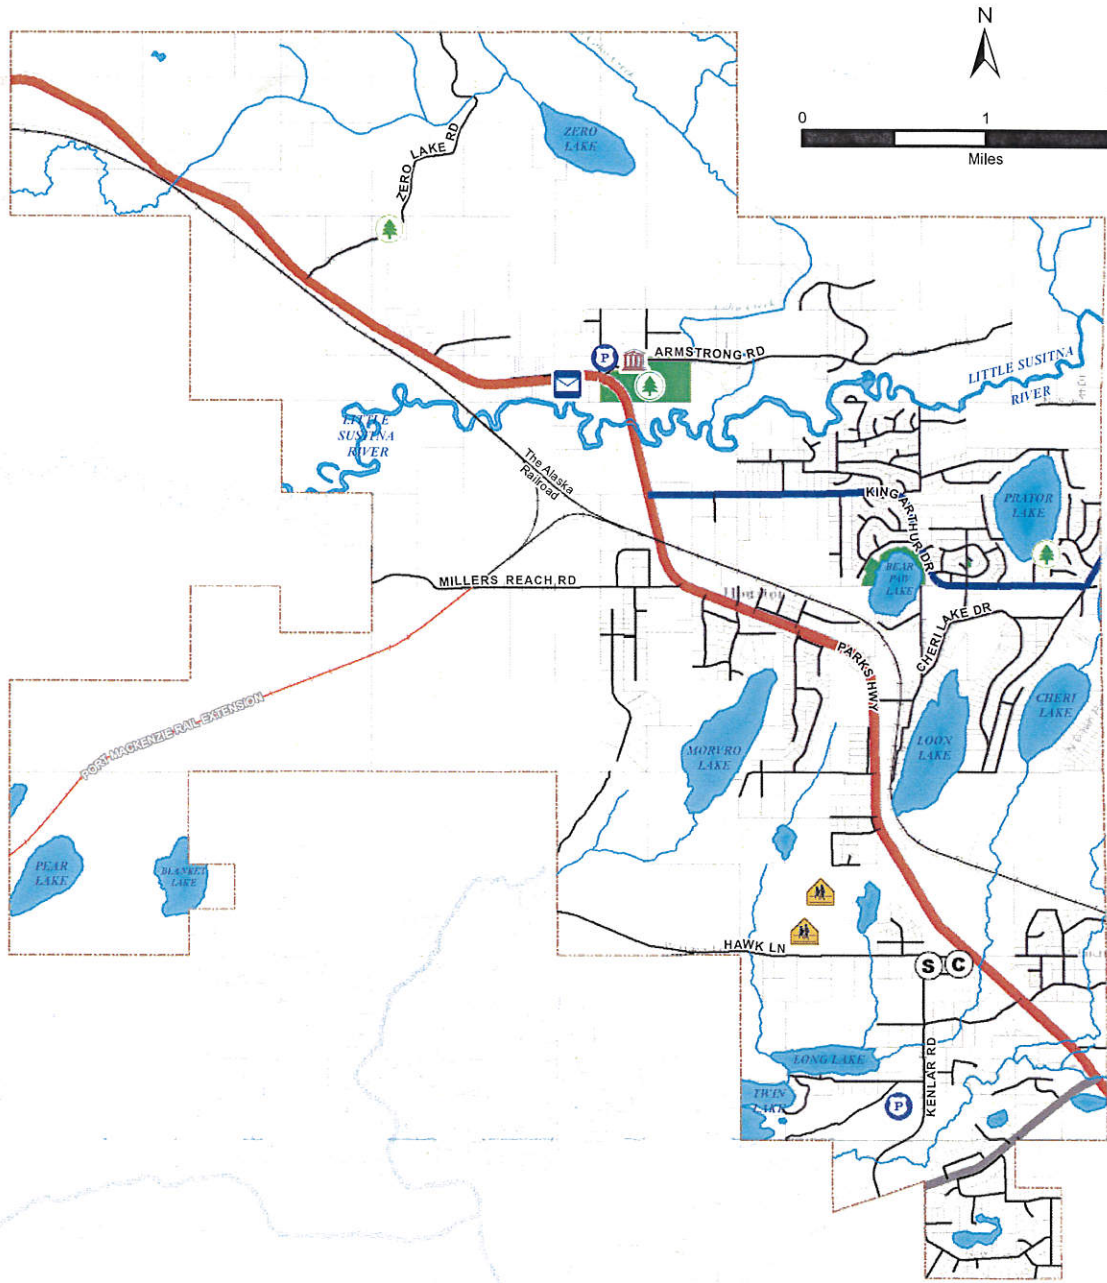 N
0 1
Miles
ZERO
LAKE
ZERO LAKE RD
P
ARMSTRONG RD
LITTLE SUSITNA
RIVER
LITTLE
SUSITNA
RIVER
The Alaska
Railroad
KING ARTHUR DR
PRATOR
LAKE
BEAR
PAW
LAKE
MILLERS REACH RD
Houston
CHERI LAKE DR
PARKS HWY
PORT MACKENZIE RAIL EXTENSION
CHERI
LAKE
MORVRO
LAKE
LOON
LAKE
PEAR
LAKE
BLANKET
LAKE
HAWK LN
S C
LONG LAKE
KENLAR RD
TWIN
LAKE
P